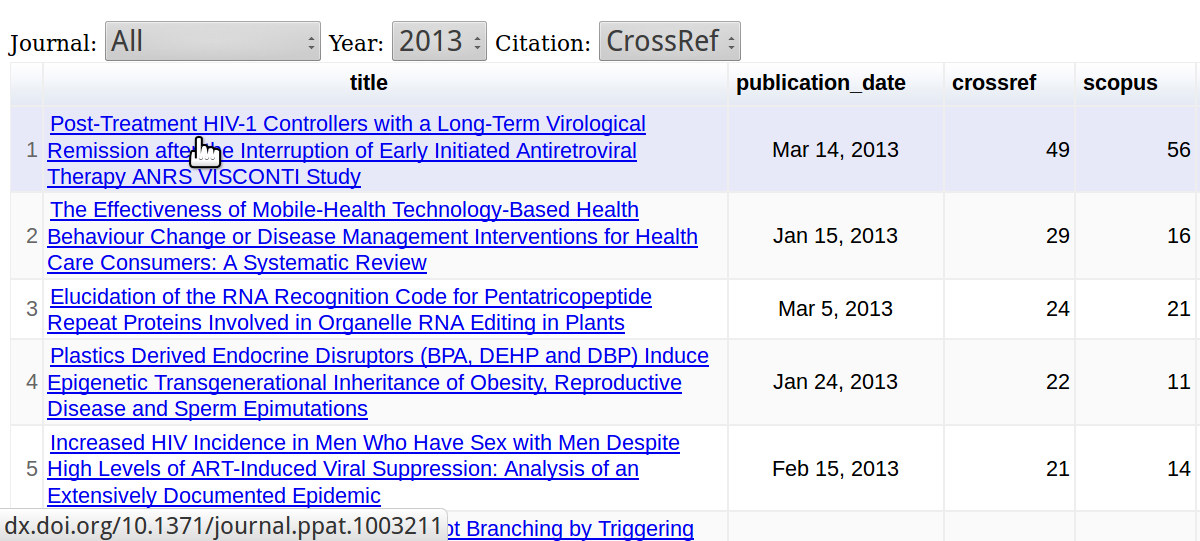 Journal: All Year: 2013 Citation: CrossRef
title publication_date crossref scopus
1 Post-Treatment HIV-1 Controllers with a Long-Term Virological
Remission after the Interruption of Early Initiated Antiretroviral
Therapy ANRS VISCONTI Study
Mar 14, 2013 49 56
2 The Effectiveness of Mobile-Health Technology-Based Health
Behaviour Change or Disease Management Interventions for Health
Care Consumers: A Systematic Review
Jan 15, 2013 29 16
3 Elucidation of the RNA Recognition Code for Pentatricopeptide
Repeat Proteins Involved in Organelle RNA Editing in Plants
Mar 5, 2013 24 21
4 Plastics Derived Endocrine Disruptors (BPA, DEHP and DBP) Induce
Epigenetic Transgenerational Inheritance of Obesity, Reproductive
Disease and Sperm Epimutations
Jan 24, 2013 22 11
5 Increased HIV Incidence in Men Who Have Sex with Men Despite
High Levels of ART-Induced Viral Suppression: Analysis of an
Extensively Documented Epidemic
Feb 15, 2013 21 14
dx.doi.org/10.1371/journal.ppat.1003211
Branching by Triggering